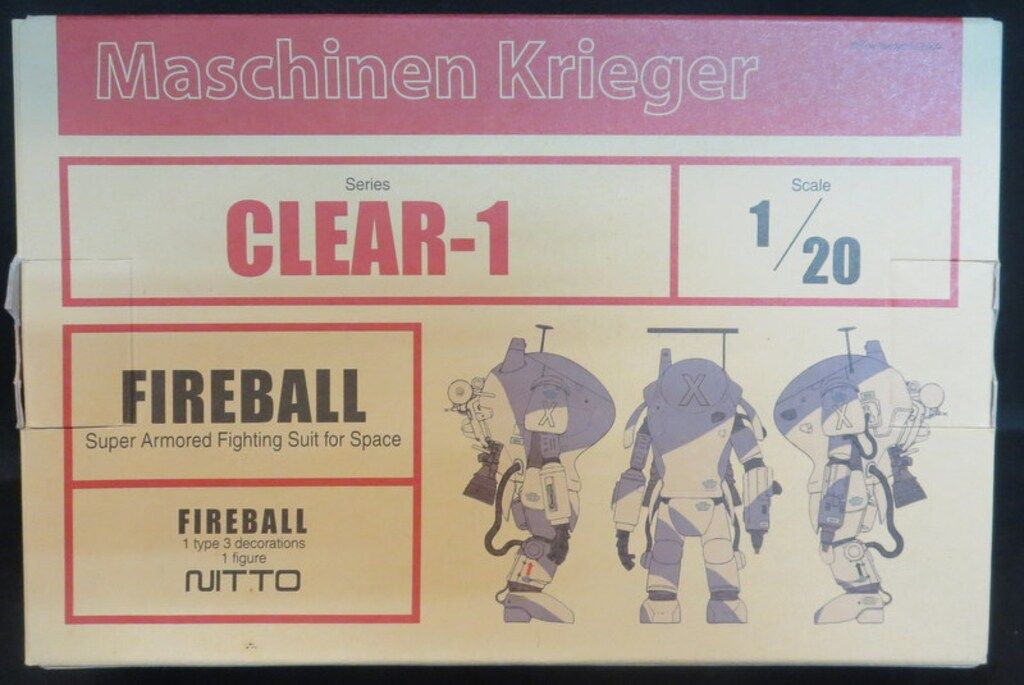 Maschinen Krieger
Series
CLEAR-1
Scale
1/20
FIREBALL
Super Armored Fighting Suit for Space
FIREBALL
1 type 3 decorations
1 figure
NITTO
X
X
X